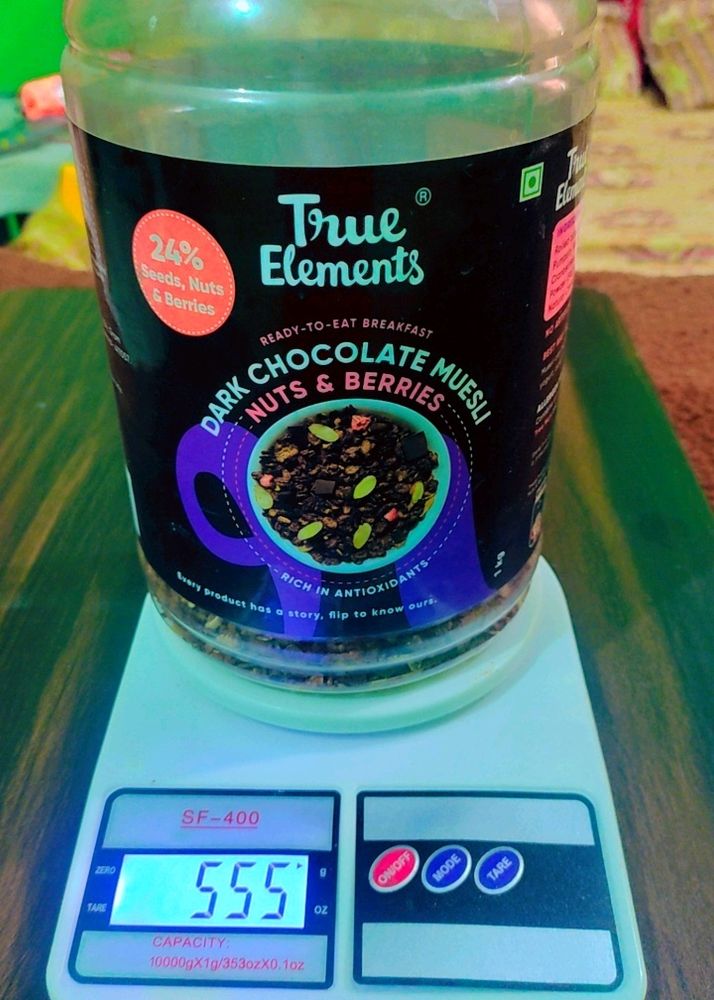 True
Elements
®
24%
Seeds, Nuts
& Berries
READY-TO-EAT BREAKFAST
DARK CHOCOLATE MUESLI
NUTS & BERRIES
RICH IN ANTIOXIDANTS
Every product has a story, flip to know ours.
1 kg
SF-400
ZERO
TARE
555
g
OZ
CAPACITY:
10000gX1g/353ozX0.1oz
ON/OFF
MODE
TARE